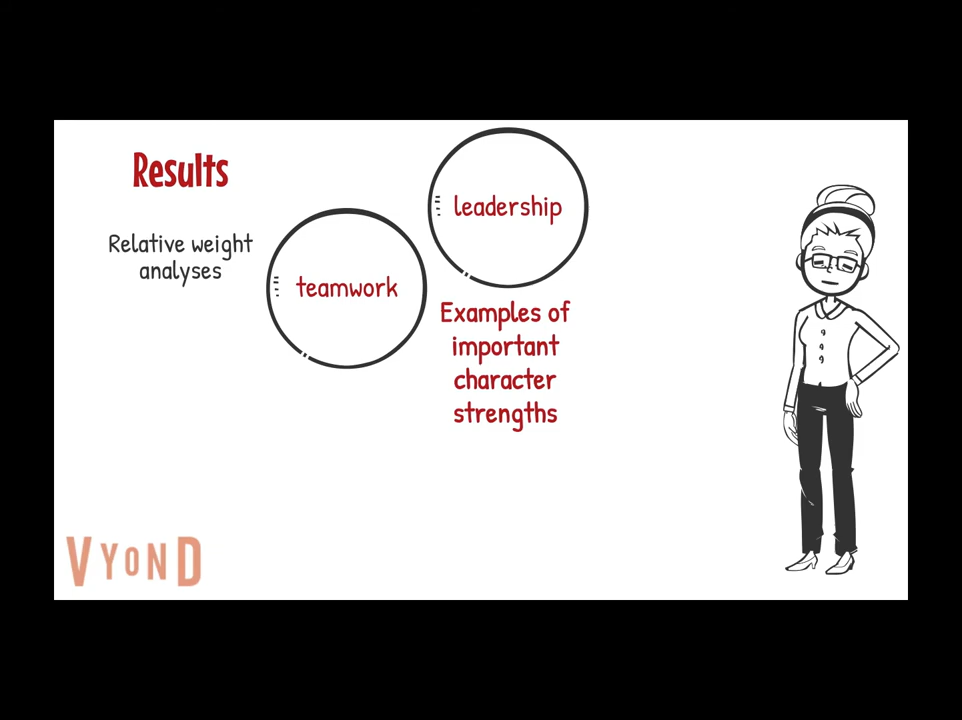 Results
Relative weight
analyses
teamwork
leadership
Examples of
important
character
strengths
VYOND